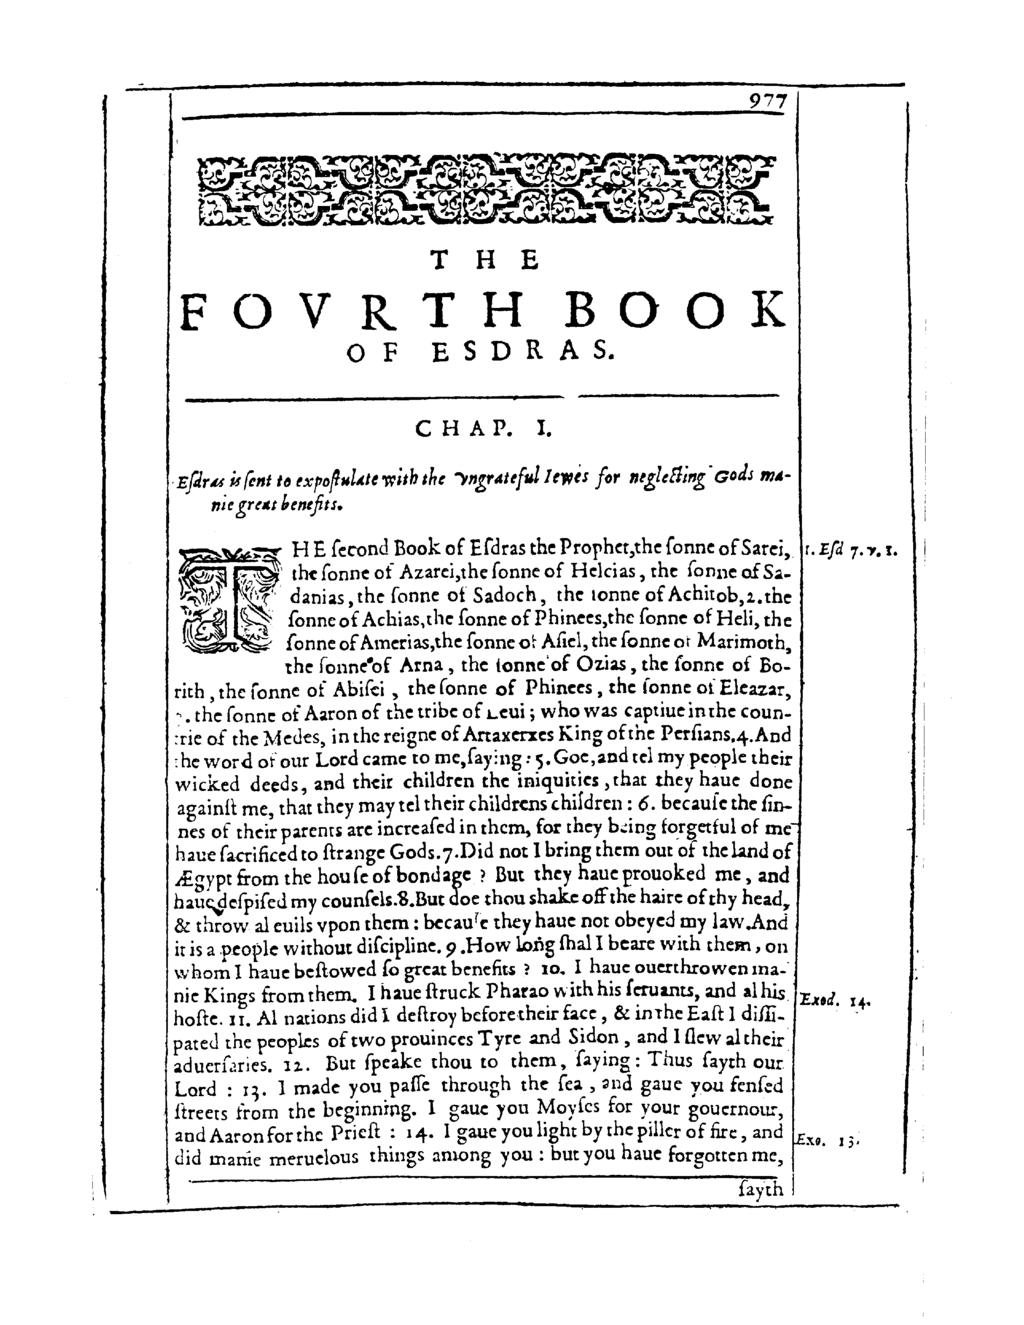 977
THE
FOVRTH BOOK
OF ESDRAS.
CHAP. I.
Eſdras is ſent to expoſtulate with the vngrateful Iewes for neglecting Gods ma-
nie great benefits.
THE ſecond Book of Eſdras the Prophet, the ſonne of Sarei, 1. Eſd 7. v. 1.
the ſonne of Azarei, the ſonne of Helcias, the ſonne of Sa-
danias, the ſonne of Sadoch, the ſonne of Achitob, 2. the
ſonne of Achias, the ſonne of Phinees, the ſonne of Heli, the
ſonne of Amerias, the ſonne of Aſiel, the ſonne of Marimoth,
the ſonne of Arna, the ſonne of Ozias, the ſonne of Bo-
rith, the ſonne of Abiſei, the ſonne of Phinees, the ſonne of Eleazar,
3. the ſonne of Aaron of the tribe of Leui; who was captiue in the coun-
trie of the Medes, in the reigne of Artaxerxes King of the Perſians. 4. And
the word of our Lord came to me, ſaying: 5. Goe, and tel my people their
wicked deeds, and their children the iniquities, that they haue done
againſt me, that they may tel their childrens children: 6. becauſe the ſin-
nes of their parents are increaſed in them, for they being forgetful of me
haue ſacrificed to ſtrange Gods. 7. Did not I bring them out of the land of
Ægypt from the houſe of bondage? But they haue prouoked me, and
haue deſpiſed my counſels. 8. But doe thou shake off the haire of thy head,
& throw al euils vpon them: becauſe they haue not obeyed my law. And
it is a people without diſcipline. 9. How long ſhal I beare with them, on
whom I haue beſtowed ſo great benefits? 10. I haue ouerthrowen ma-
nie Kings from them. I haue ſtruck Pharao with his ſeruants, and al his Exod. 14.
hoſte. 11. Al nations did I deſtroy before their face, & in the Eaſt I diſſi-
pated the peoples of two prouinces Tyre and Sidon, and I ſlew al their
aduerſaries. 12. But ſpeake thou to them, ſaying: Thus ſayth our
Lord: 13. I made you paſſe through the ſea, and gaue you fenſed
ſtreets from the beginning. I gaue you Moyſes for your gouernour,
and Aaron for the Prieſt: 14. I gaue you light by the piller of fire, and Exo. 13.
did manie meruelous things among you: but you haue forgotten me,
ſayth